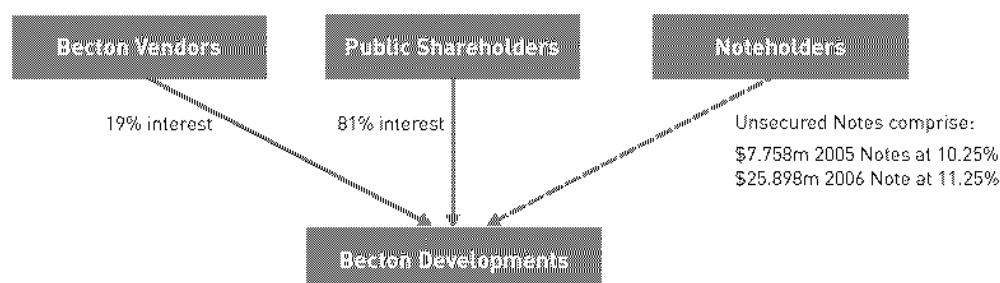 Becton Vendors
Public Shareholders
Noteholders
19% interest
81% interest
Unsecured Notes comprise:
$7.758m 2005 Notes at 10.25%
$25.898m 2006 Note at 11.25%
Becton Developments